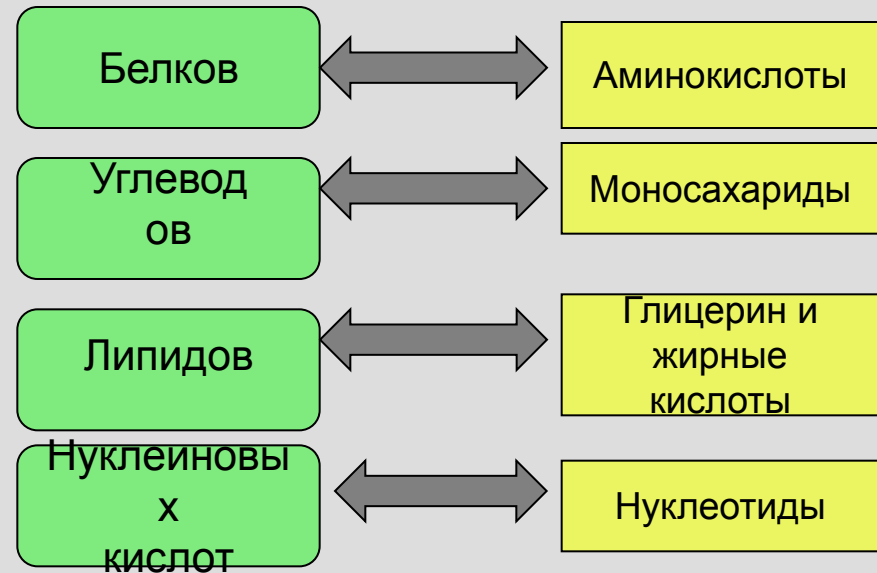 Белков
Аминокислоты
Углевод
ов
Моносахариды
Липидов
Глицерин и
жирные
кислоты
Нуклеиновы
х
кислот
Нуклеотиды